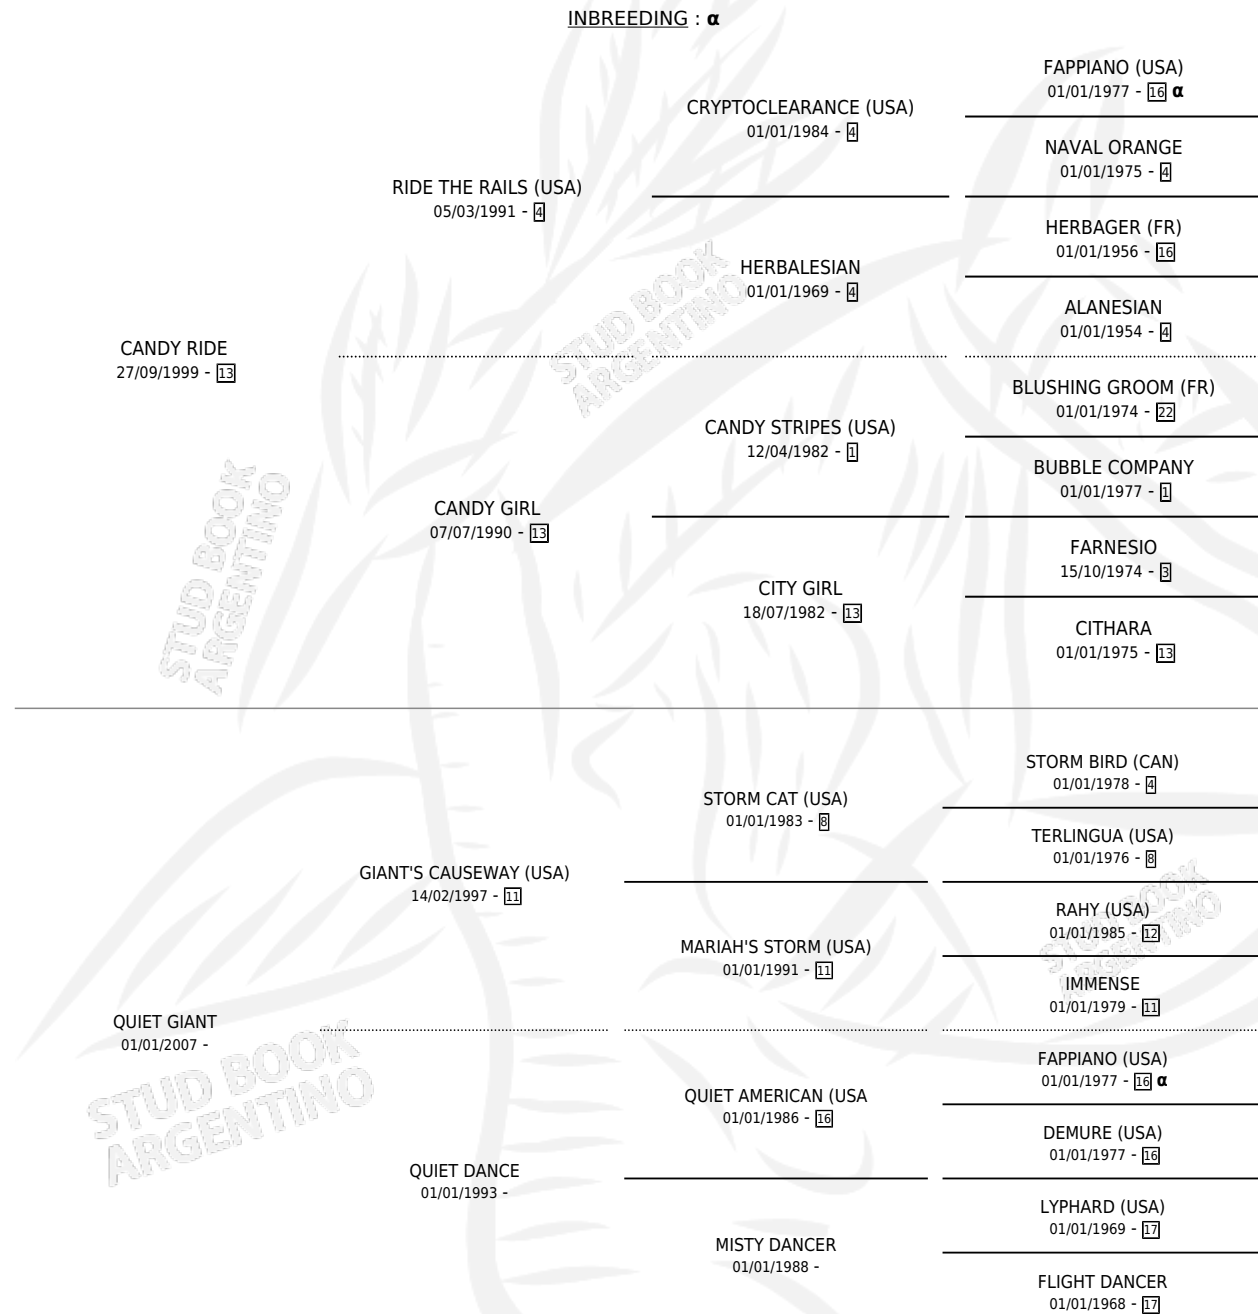 INBREEDING : α
FAPPIANO (USA)
01/01/1977 - 16 α
CRYPTOCLEARANCE (USA)
01/01/1984 - 4
NAVAL ORANGE
01/01/1975 - 4
RIDE THE RAILS (USA)
05/03/1991 - 4
HERBAGER (FR)
01/01/1956 - 16
HERBALESIAN
01/01/1969 - 4
ALANESIAN
01/01/1954 - 4
CANDY RIDE
27/09/1999 - 13
BLUSHING GROOM (FR)
01/01/1974 - 22
CANDY STRIPES (USA)
12/04/1982 - 1
BUBBLE COMPANY
01/01/1977 - 1
CANDY GIRL
07/07/1990 - 13
FARNESIO
15/10/1974 - 3
CITY GIRL
18/07/1982 - 13
CITHARA
01/01/1975 - 13
STORM BIRD (CAN)
01/01/1978 - 4
STORM CAT (USA)
01/01/1983 - 8
TERLINGUA (USA)
01/01/1976 - 8
GIANT'S CAUSEWAY (USA)
14/02/1997 - 11
RAHY (USA)
01/01/1985 - 12
MARIAH'S STORM (USA)
01/01/1991 - 11
IMMENSE
01/01/1979 - 11
QUIET GIANT
01/01/2007 -
FAPPIANO (USA)
01/01/1977 - 16 α
QUIET AMERICAN (USA
01/01/1986 - 16
DEMURE (USA)
01/01/1977 - 16
QUIET DANCE
01/01/1993 -
LYPHARD (USA)
01/01/1969 - 17
MISTY DANCER
01/01/1988 -
FLIGHT DANCER
01/01/1968 - 17
STUD BOOK
ARGENTINO
STUD BOOK
ARGENTINO
STUD BOOK
ARGENTINO
STUD BOOK
ARGENTINO